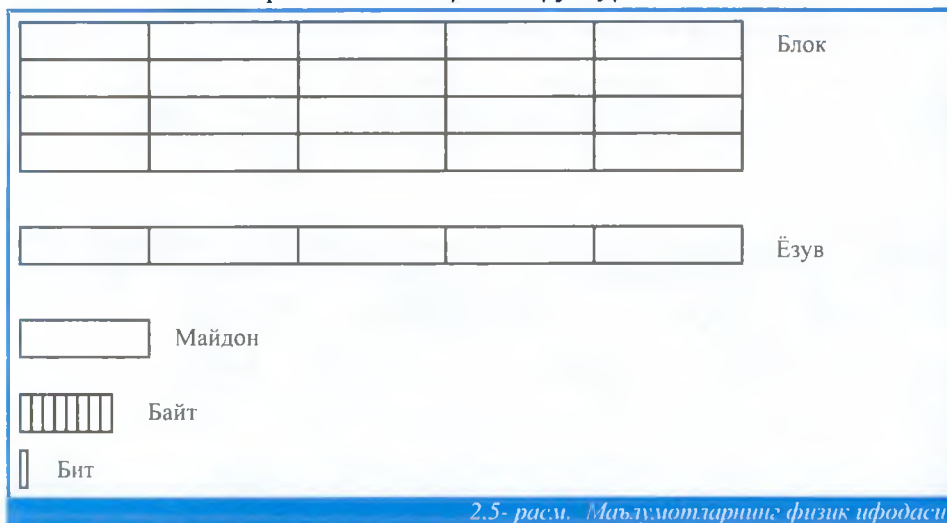 Блок
Ёзув
Майдон
Байт
Бит
2.5- расм. Маълумотларнинг физик ифодаси